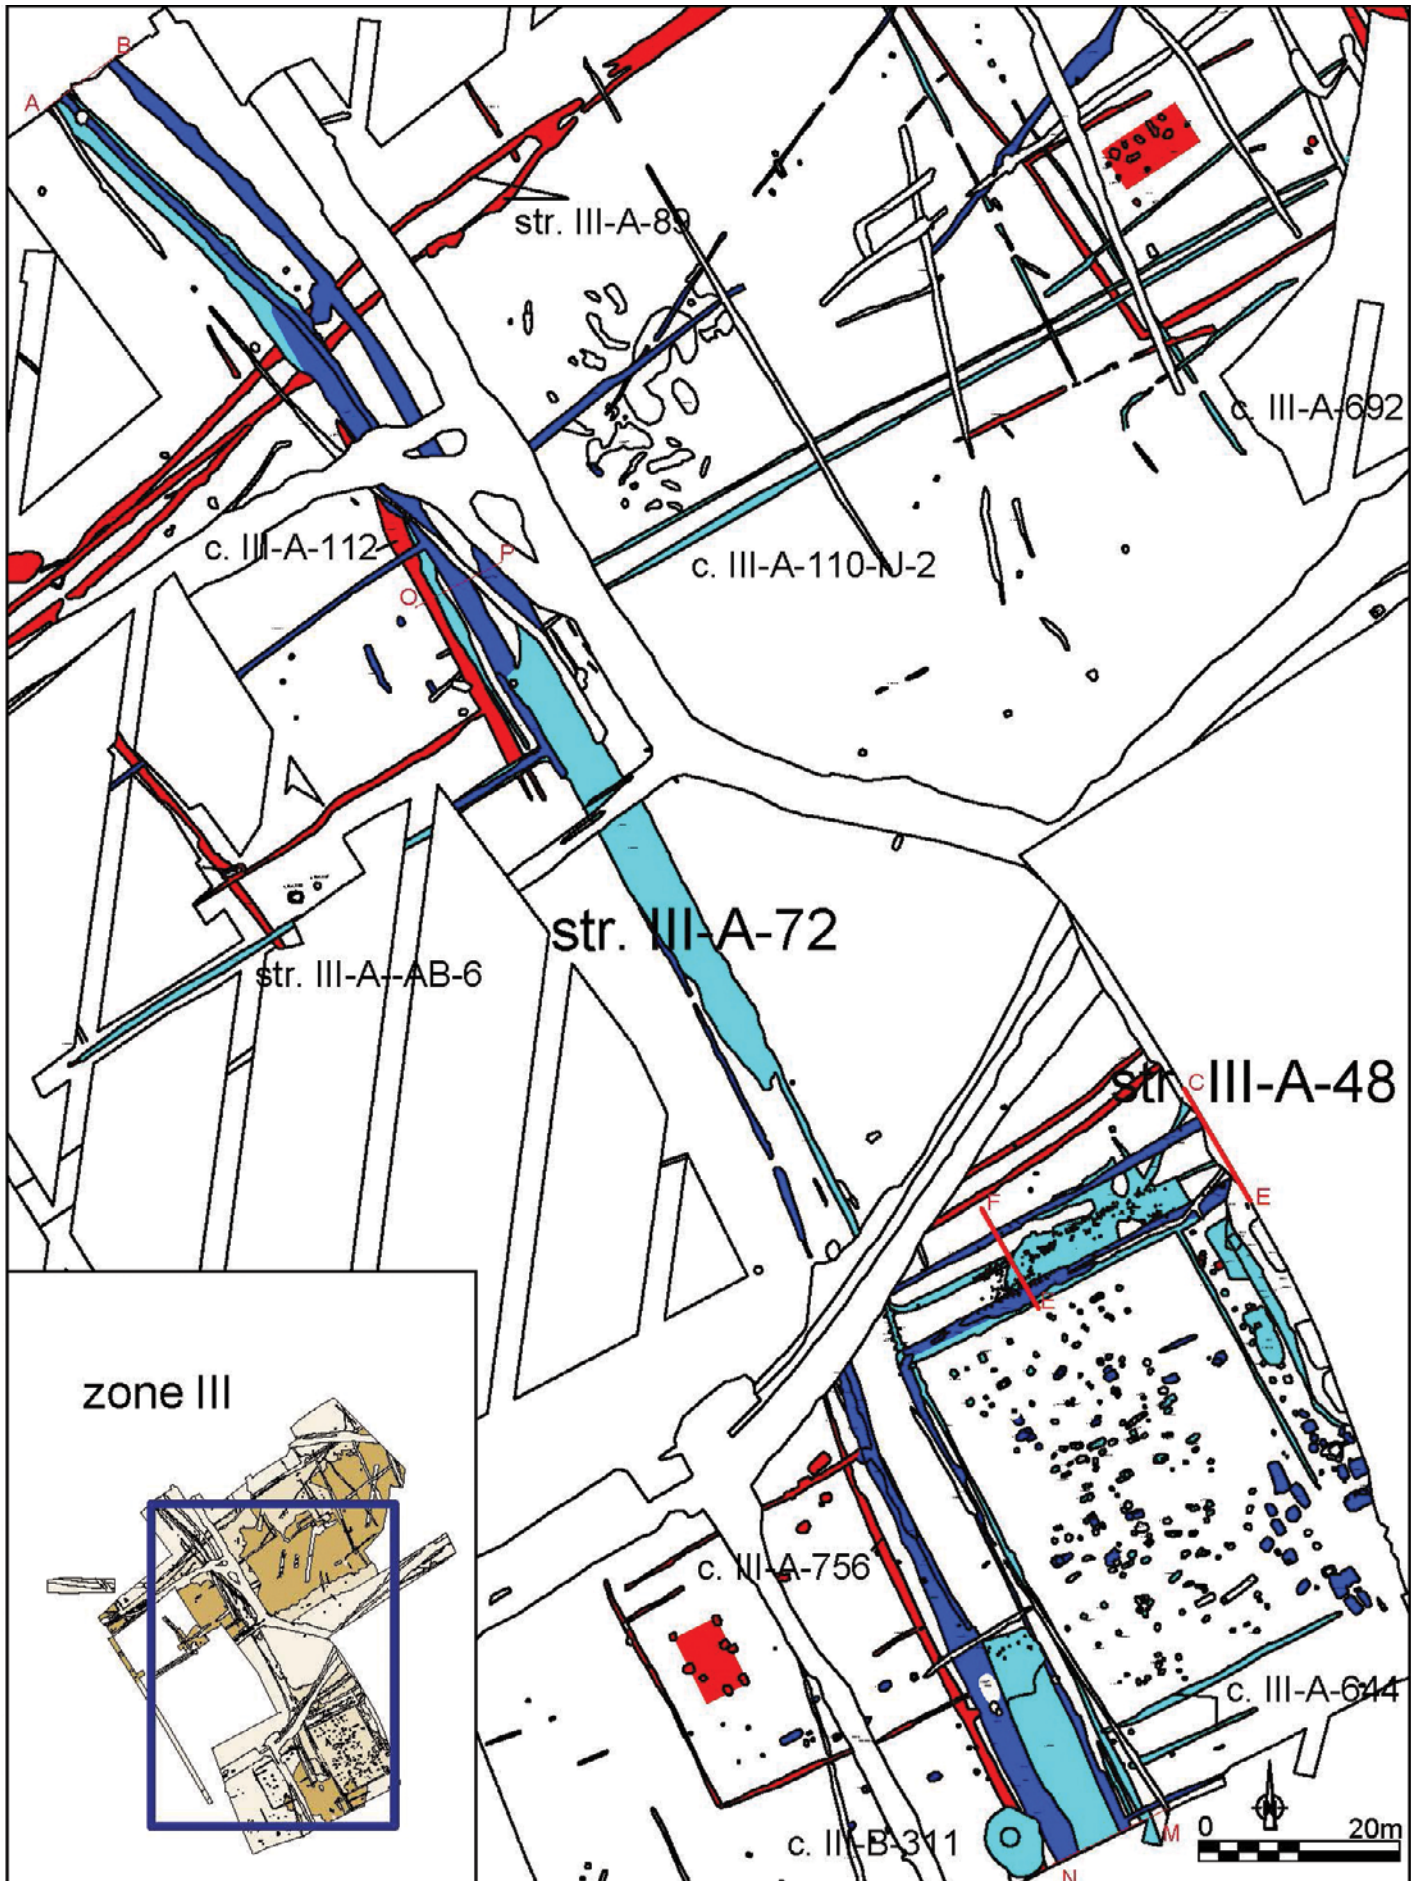 B
A
str. III-A-89
c. III-A-692
c. III-A-112
P
c. III-A-110-IJ-2
O
str. III-A-72
str. III-A--AB-6
str. III-A-48
C
F
E
E
zone III
c. III-A-756
c. III-A-644
c. III-B-311
M
N
0 20m